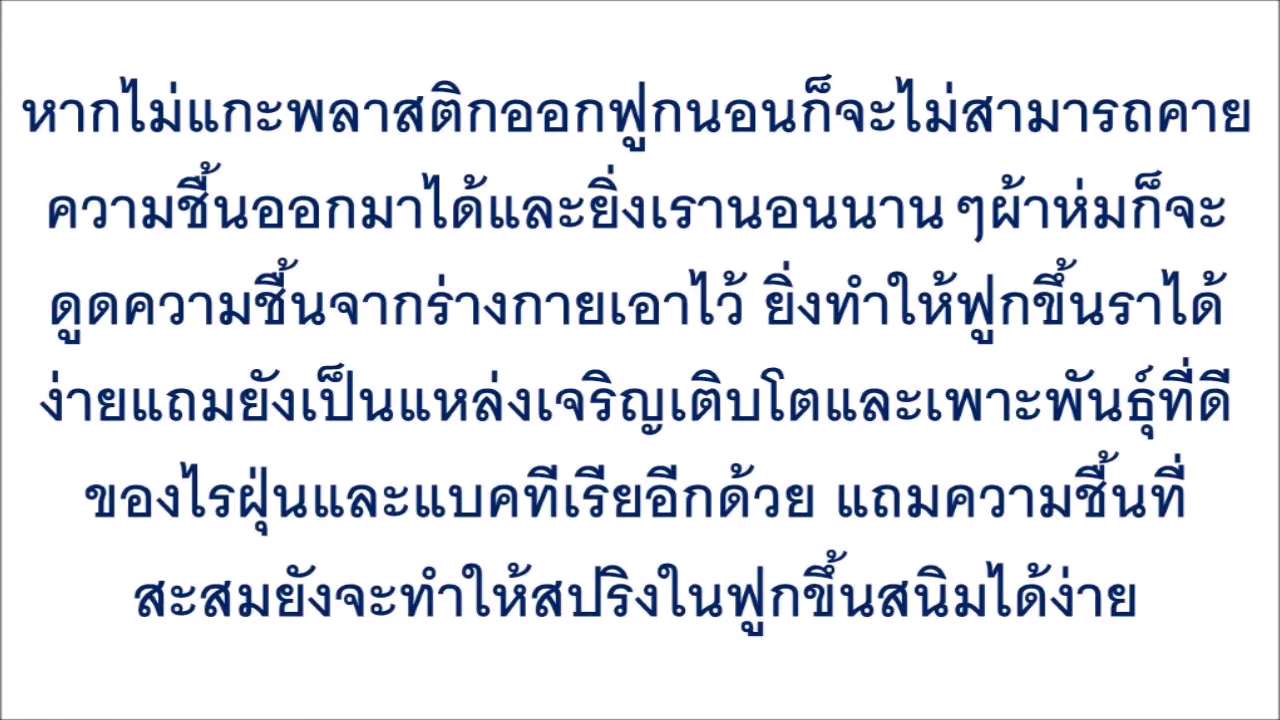 หากไม่แกะพลาสติกออกฟูกนอนก็จะไม่สามารถคาย
ความชื้นออกมาได้และยิ่งเรานอนนาน ๆผ้าห่มก็จะ
ดูดความชื้นจากร่างกายเอาไว้ ยิ่งทำให้ฟูกขึ้นราได้
ง่ายแถมยังเป็นแหล่งเจริญเติบโตและเพาะพันธุ์ที่ดี
ของไรฝุ่นและแบคทีเรียอีกด้วย แถมความชื้นที่
สะสมยังจะทำให้สปริงในฟูกขึ้นสนิมได้ง่าย